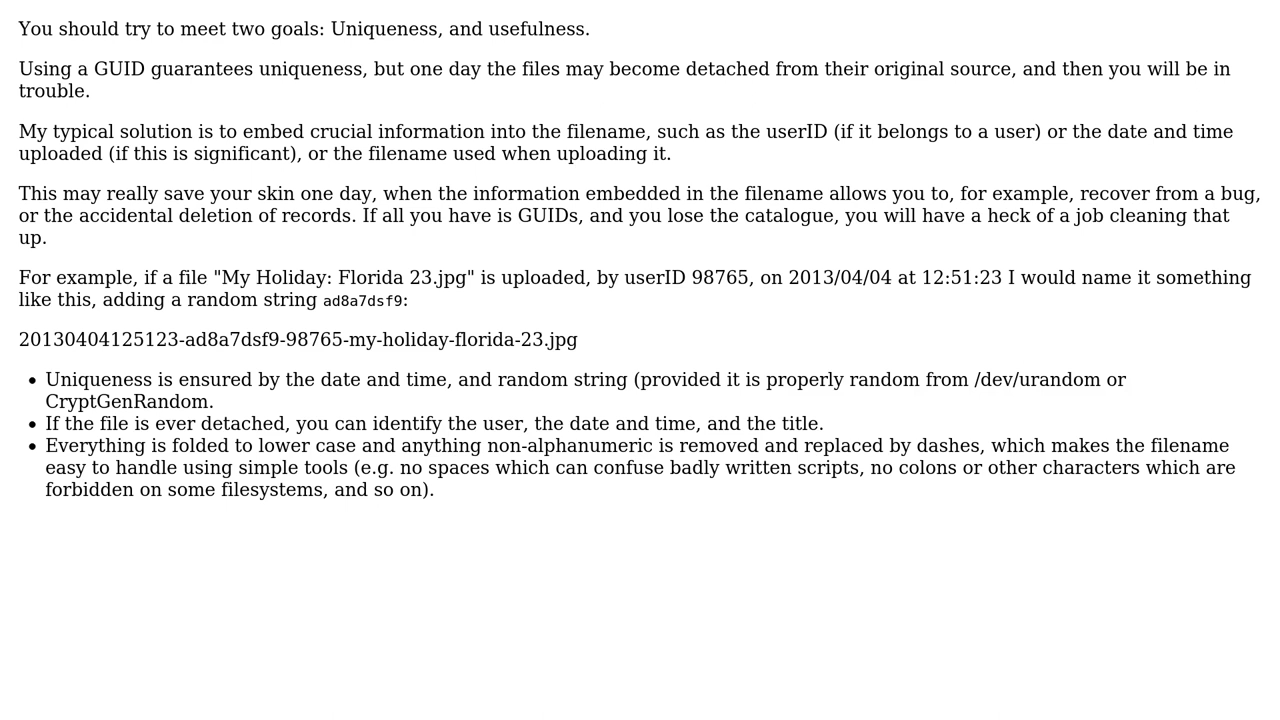 You should try to meet two goals: Uniqueness, and usefulness.
Using a GUID guarantees uniqueness, but one day the files may become detached from their original source, and then you will be in
trouble.
My typical solution is to embed crucial information into the filename, such as the userID (if it belongs to a user) or the date and time
uploaded (if this is significant), or the filename used when uploading it.
This may really save your skin one day, when the information embedded in the filename allows you to, for example, recover from a bug,
or the accidental deletion of records. If all you have is GUIDs, and you lose the catalogue, you will have a heck of a job cleaning that
up.
For example, if a file "My Holiday: Florida 23.jpg" is uploaded, by userID 98765, on 2013/04/04 at 12:51:23 I would name it something
like this, adding a random string ad8a7dsf9:
20130404125123-ad8a7dsf9-98765-my-holiday-florida-23.jpg
• Uniqueness is ensured by the date and time, and random string (provided it is properly random from /dev/urandom or
CryptGenRandom.
• If the file is ever detached, you can identify the user, the date and time, and the title.
• Everything is folded to lower case and anything non-alphanumeric is removed and replaced by dashes, which makes the filename
easy to handle using simple tools (e.g. no spaces which can confuse badly written scripts, no colons or other characters which are
forbidden on some filesystems, and so on).